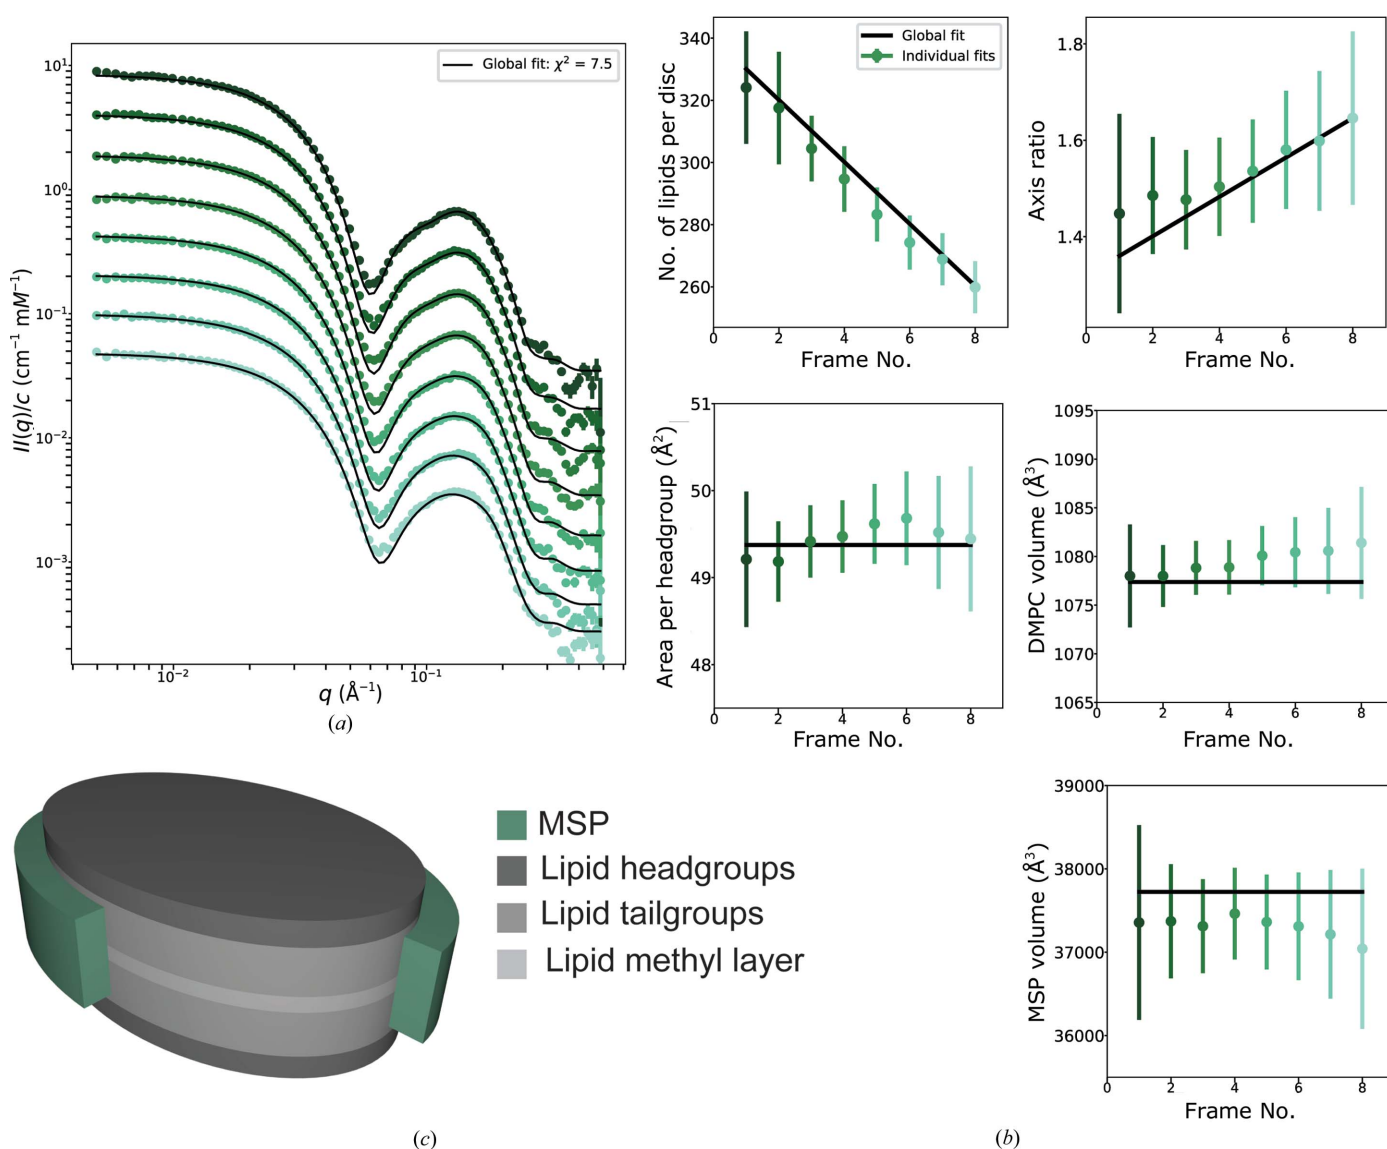 10¹
10⁰
10⁻¹
10⁻²
10⁻³
II(q)/c (cm⁻¹ mM⁻¹)
Global fit: χ² = 7.5
10⁻²
10⁻¹
q (Å⁻¹)
(a)
340
320
300
280
260
No. of lipids per disc
Global fit
Individual fits
0
2
4
6
8
Frame No.
1.8
1.6
1.4
Axis ratio
0
2
4
6
8
Frame No.
51
50
49
48
Area per headgroup (Å²)
0
2
4
6
8
Frame No.
1095
1090
1085
1080
1075
1070
1065
DMPC volume (Å³)
0
2
4
6
8
Frame No.
39000
38000
37000
36000
MSP volume (Å³)
0
2
4
6
8
Frame No.
(b)
MSP
Lipid headgroups
Lipid tailgroups
Lipid methyl layer
(c)